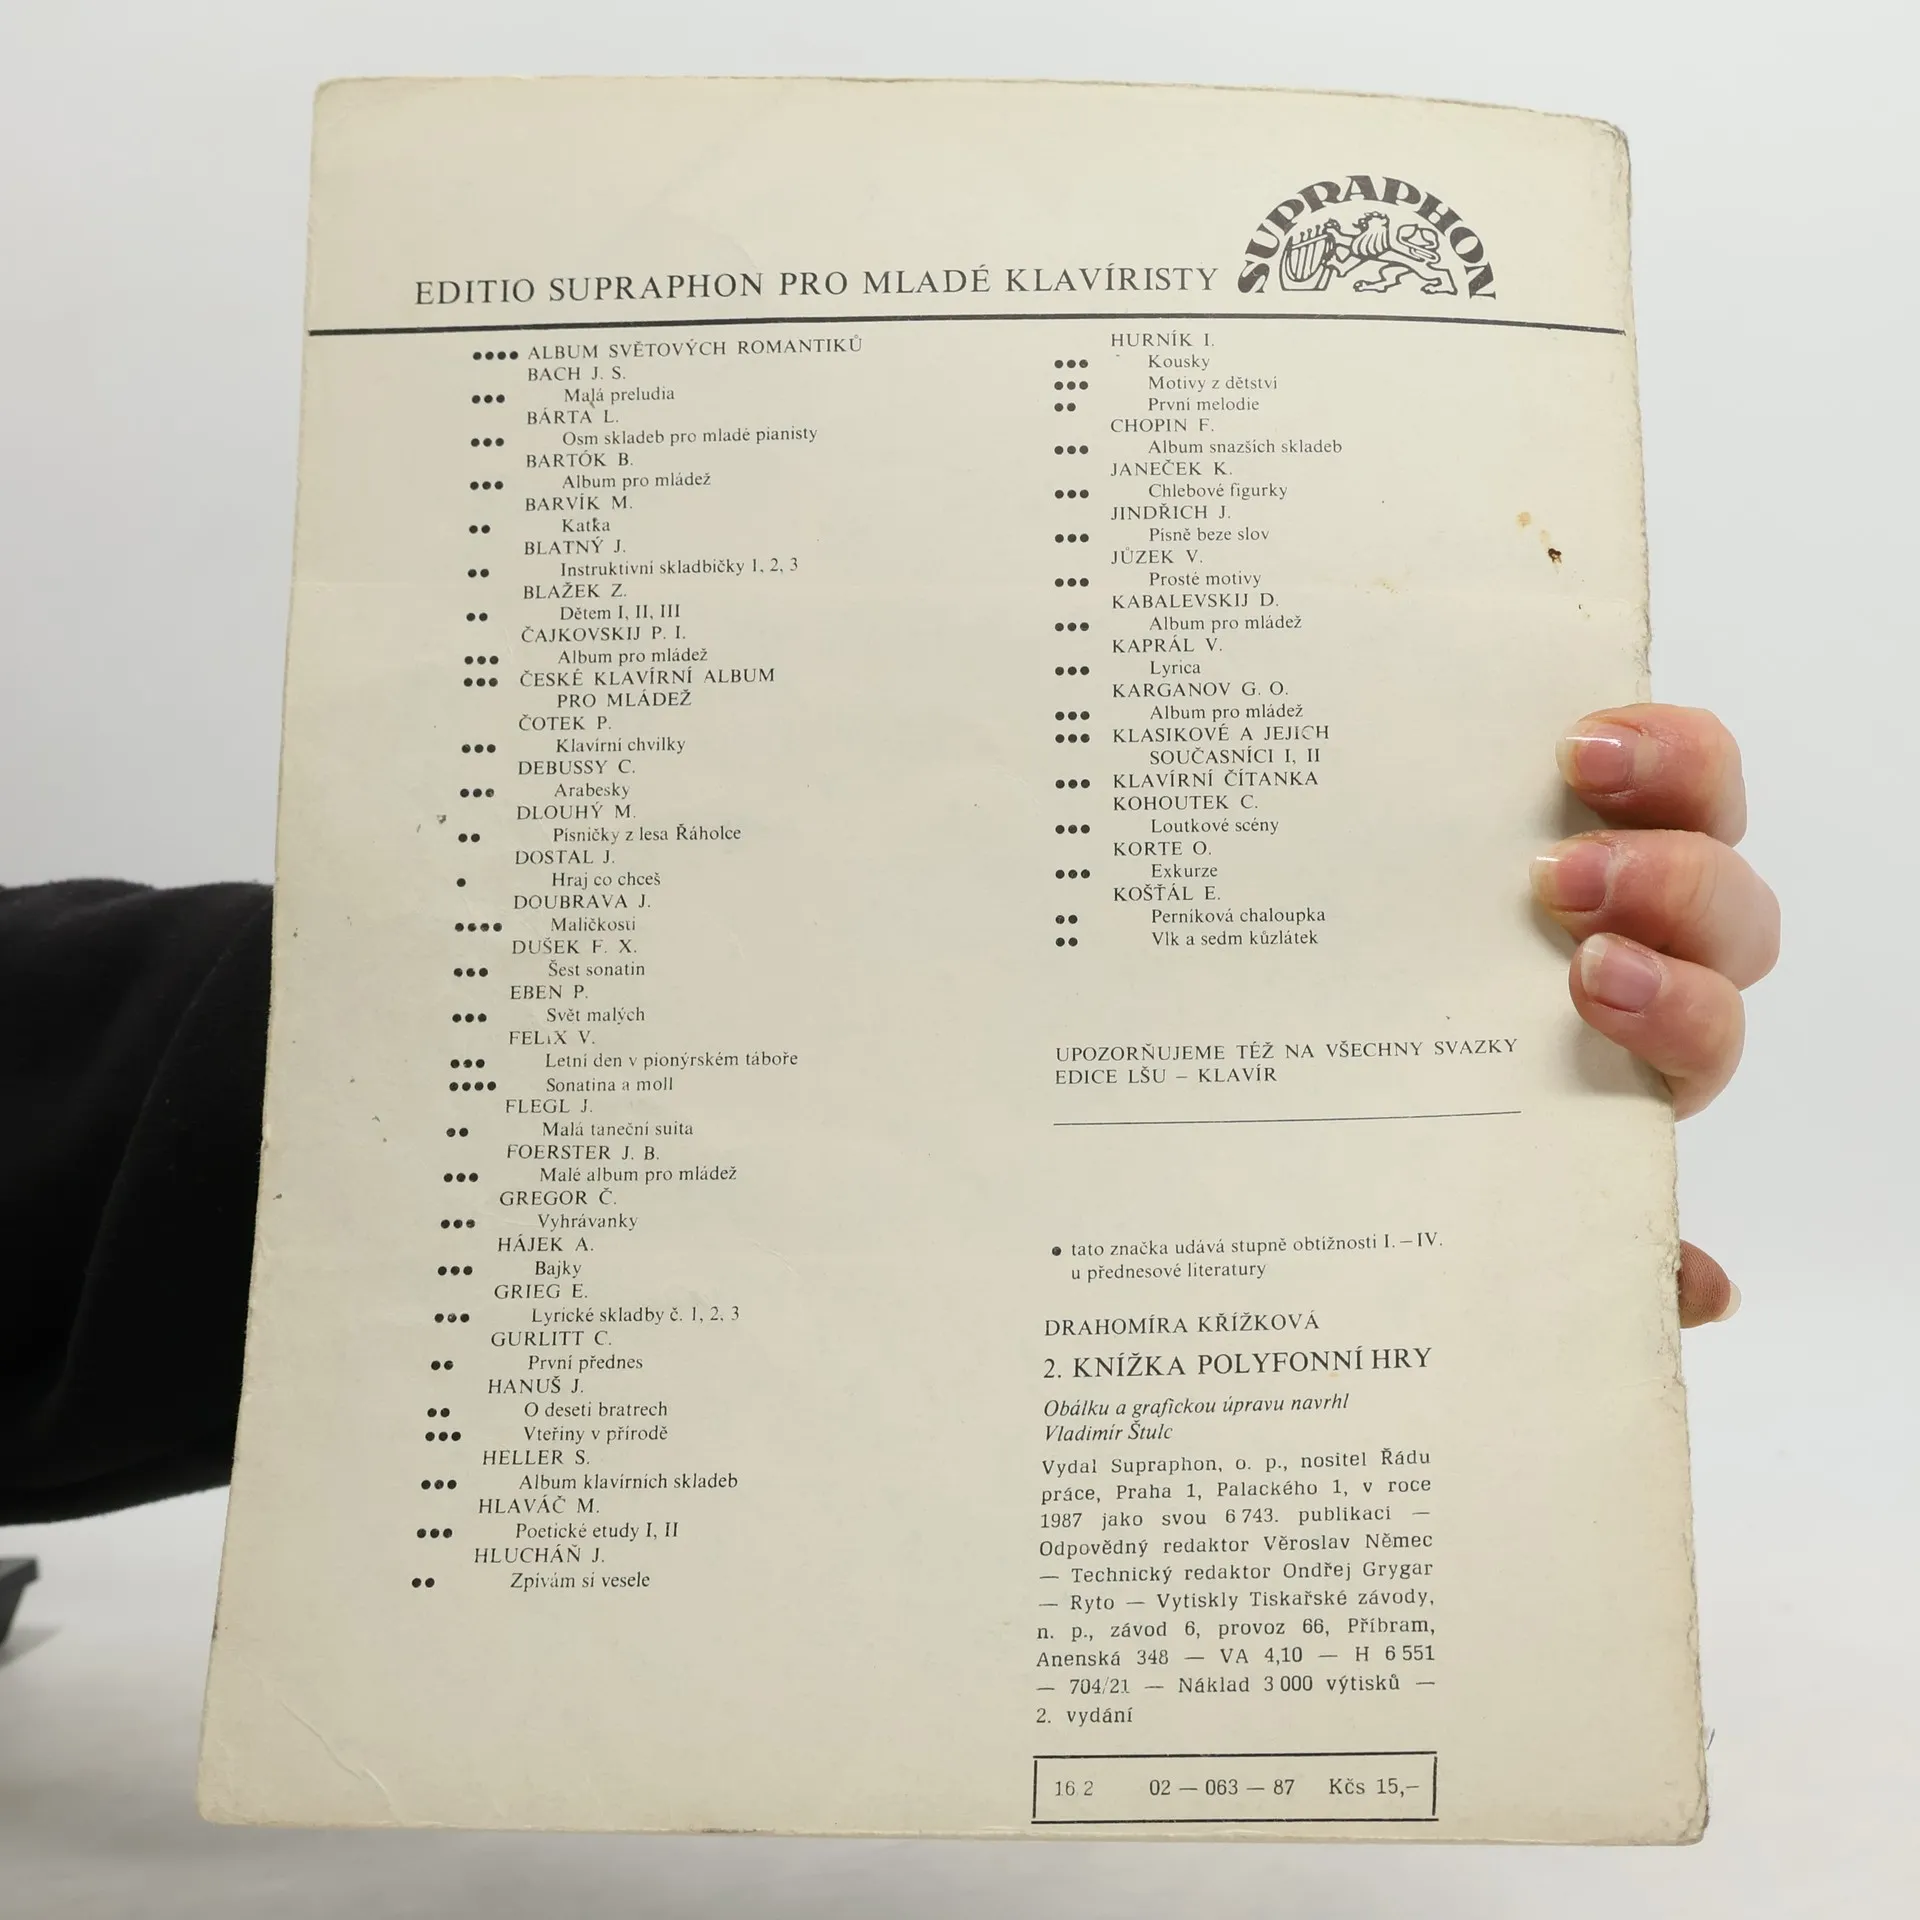 SUPRAPHON
EDITIO SUPRAPHON PRO MLADÉ KLAVÍRISTY
●●●● ALBUM SVĚTOVÝCH ROMANTIKŮ
BACH J. S.
●●● Malá preludia
BÁRTA L.
●●● Osm skladeb pro mladé pianisty
BARTÓK B.
●●● Album pro mládež
BARVÍK M.
●● Katka
BLATNÝ J.
●● Instruktivní skladbičky 1, 2, 3
BLAŽEK Z.
●● Dětem I, II, III
ČAJKOVSKIJ P. I.
●●● Album pro mládež
●●● ČESKÉ KLAVÍRNÍ ALBUM
PRO MLÁDEŽ
ČOTEK P.
●●● Klavírní chvilky
DEBUSSY C.
●●● Arabesky
DLOUHÝ M.
●● Písničky z lesa Řáholce
DOSTAL J.
● Hraj co chceš
DOUBRAVA J.
●●●● Maličkosti
DUŠEK F. X.
●●● Šest sonatin
EBEN P.
●●● Svět malých
FELIX V.
●●● Letní den v pionýrském táboře
●●●● Sonatina a moll
FLEGL J.
●● Malá taneční suita
FOERSTER J. B.
●●● Malé album pro mládež
GREGOR Č.
●●● Vyhrávanky
HÁJEK A.
●●● Bajky
GRIEG E.
●●● Lyrické skladby č. 1, 2, 3
GURLITT C.
●● První přednes
HANUŠ J.
●● O deseti bratrech
●●● Vteřiny v přírodě
HELLER S.
●●● Album klavírních skladeb
HLAVÁČ M.
●●● Poetické etudy I, II
HLUCHÁŇ J.
●● Zpívám si vesele
HURNÍK I.
●●● Kousky
●●● Motivy z dětství
●● První melodie
CHOPIN F.
●●● Album snazších skladeb
JANEČEK K.
●●● Chlebové figurky
JINDŘICH J.
●●● Písně beze slov
JŮZEK V.
●●● Prosté motivy
KABALEVSKIJ D.
●●● Album pro mládež
KAPRÁL V.
●●● Lyrica
KARGANOV G. O.
●●● Album pro mládež
●●● KLASIKOVÉ A JEJICH
SOUČASNÍCI I, II
●●● KLAVÍRNÍ ČÍTANKA
KOHOUTEK C.
●●● Loutkové scény
KORTE O.
●●● Exkurze
KOŠŤÁL E.
●● Perníková chaloupka
●● Vlk a sedm kůzlátek
UPOZORŇUJEME TÉŽ NA VŠECHNY SVAZKY
EDICE LŠU – KLAVÍR
● tato značka udává stupně obtížnosti I. – IV.
u přednesové literatury
DRAHOMÍRA KŘÍŽKOVÁ
2. KNÍŽKA POLYFONNÍ HRY
Obálku a grafickou úpravu navrhl
Vladimír Štulc
Vydal Supraphon, o. p., nositel Řádu
práce, Praha 1, Palackého 1, v roce
1987 jako svou 6 743. publikaci —
Odpovědný redaktor Věroslav Němec
— Technický redaktor Ondřej Grygar
— Ryto — Vytiskly Tiskařské závody,
n. p., závod 6, provoz 66, Příbram,
Anenská 348 — VA 4,10 — H 6 551
— 704/21 — Náklad 3 000 výtisků —
2. vydání
16 2 02 — 063 — 87 Kčs 15,–